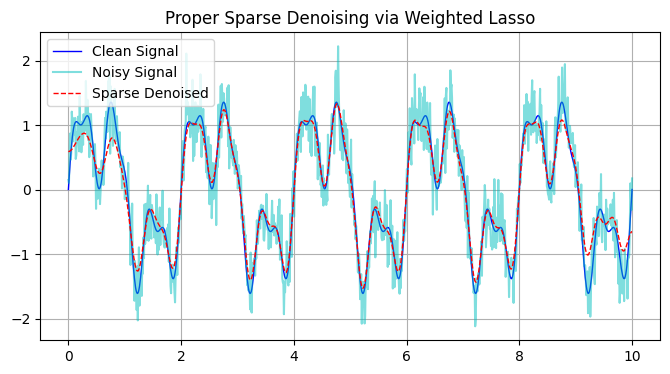 Proper Sparse Denoising via Weighted Lasso
Clean Signal
Noisy Signal
Sparse Denoised
2
1
0
−1
−2
0 2 4 6 8 10